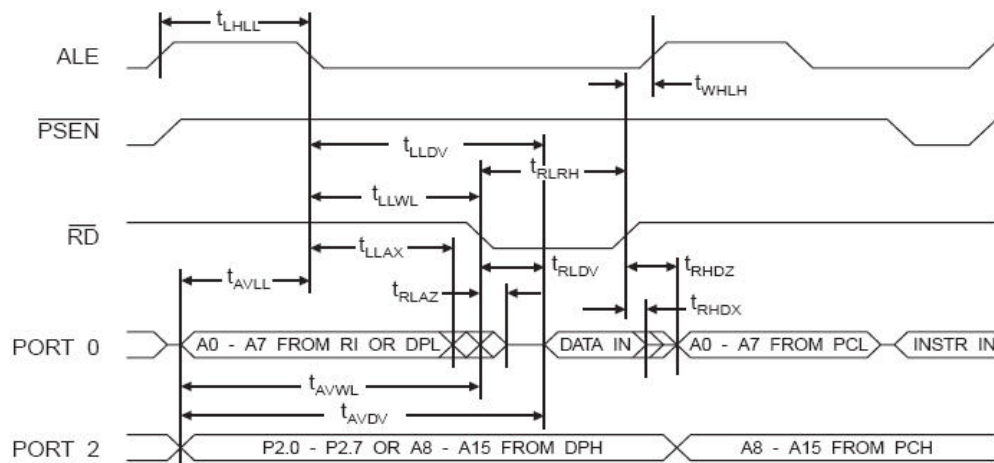 tLHLL
ALE
tWHLH
PSEN
tLLDV
tRLRH
tLLWL
RD
tLLAX
tRHDZ
tAVLL
tRLDV
tRLAZ
tRHDX
PORT 0
A0 - A7 FROM RI OR DPL
DATA IN
A0 - A7 FROM PCL
INSTR IN
tAVWL
tAVDV
PORT 2
P2.0 - P2.7 OR A8 - A15 FROM DPH
A8 - A15 FROM PCH